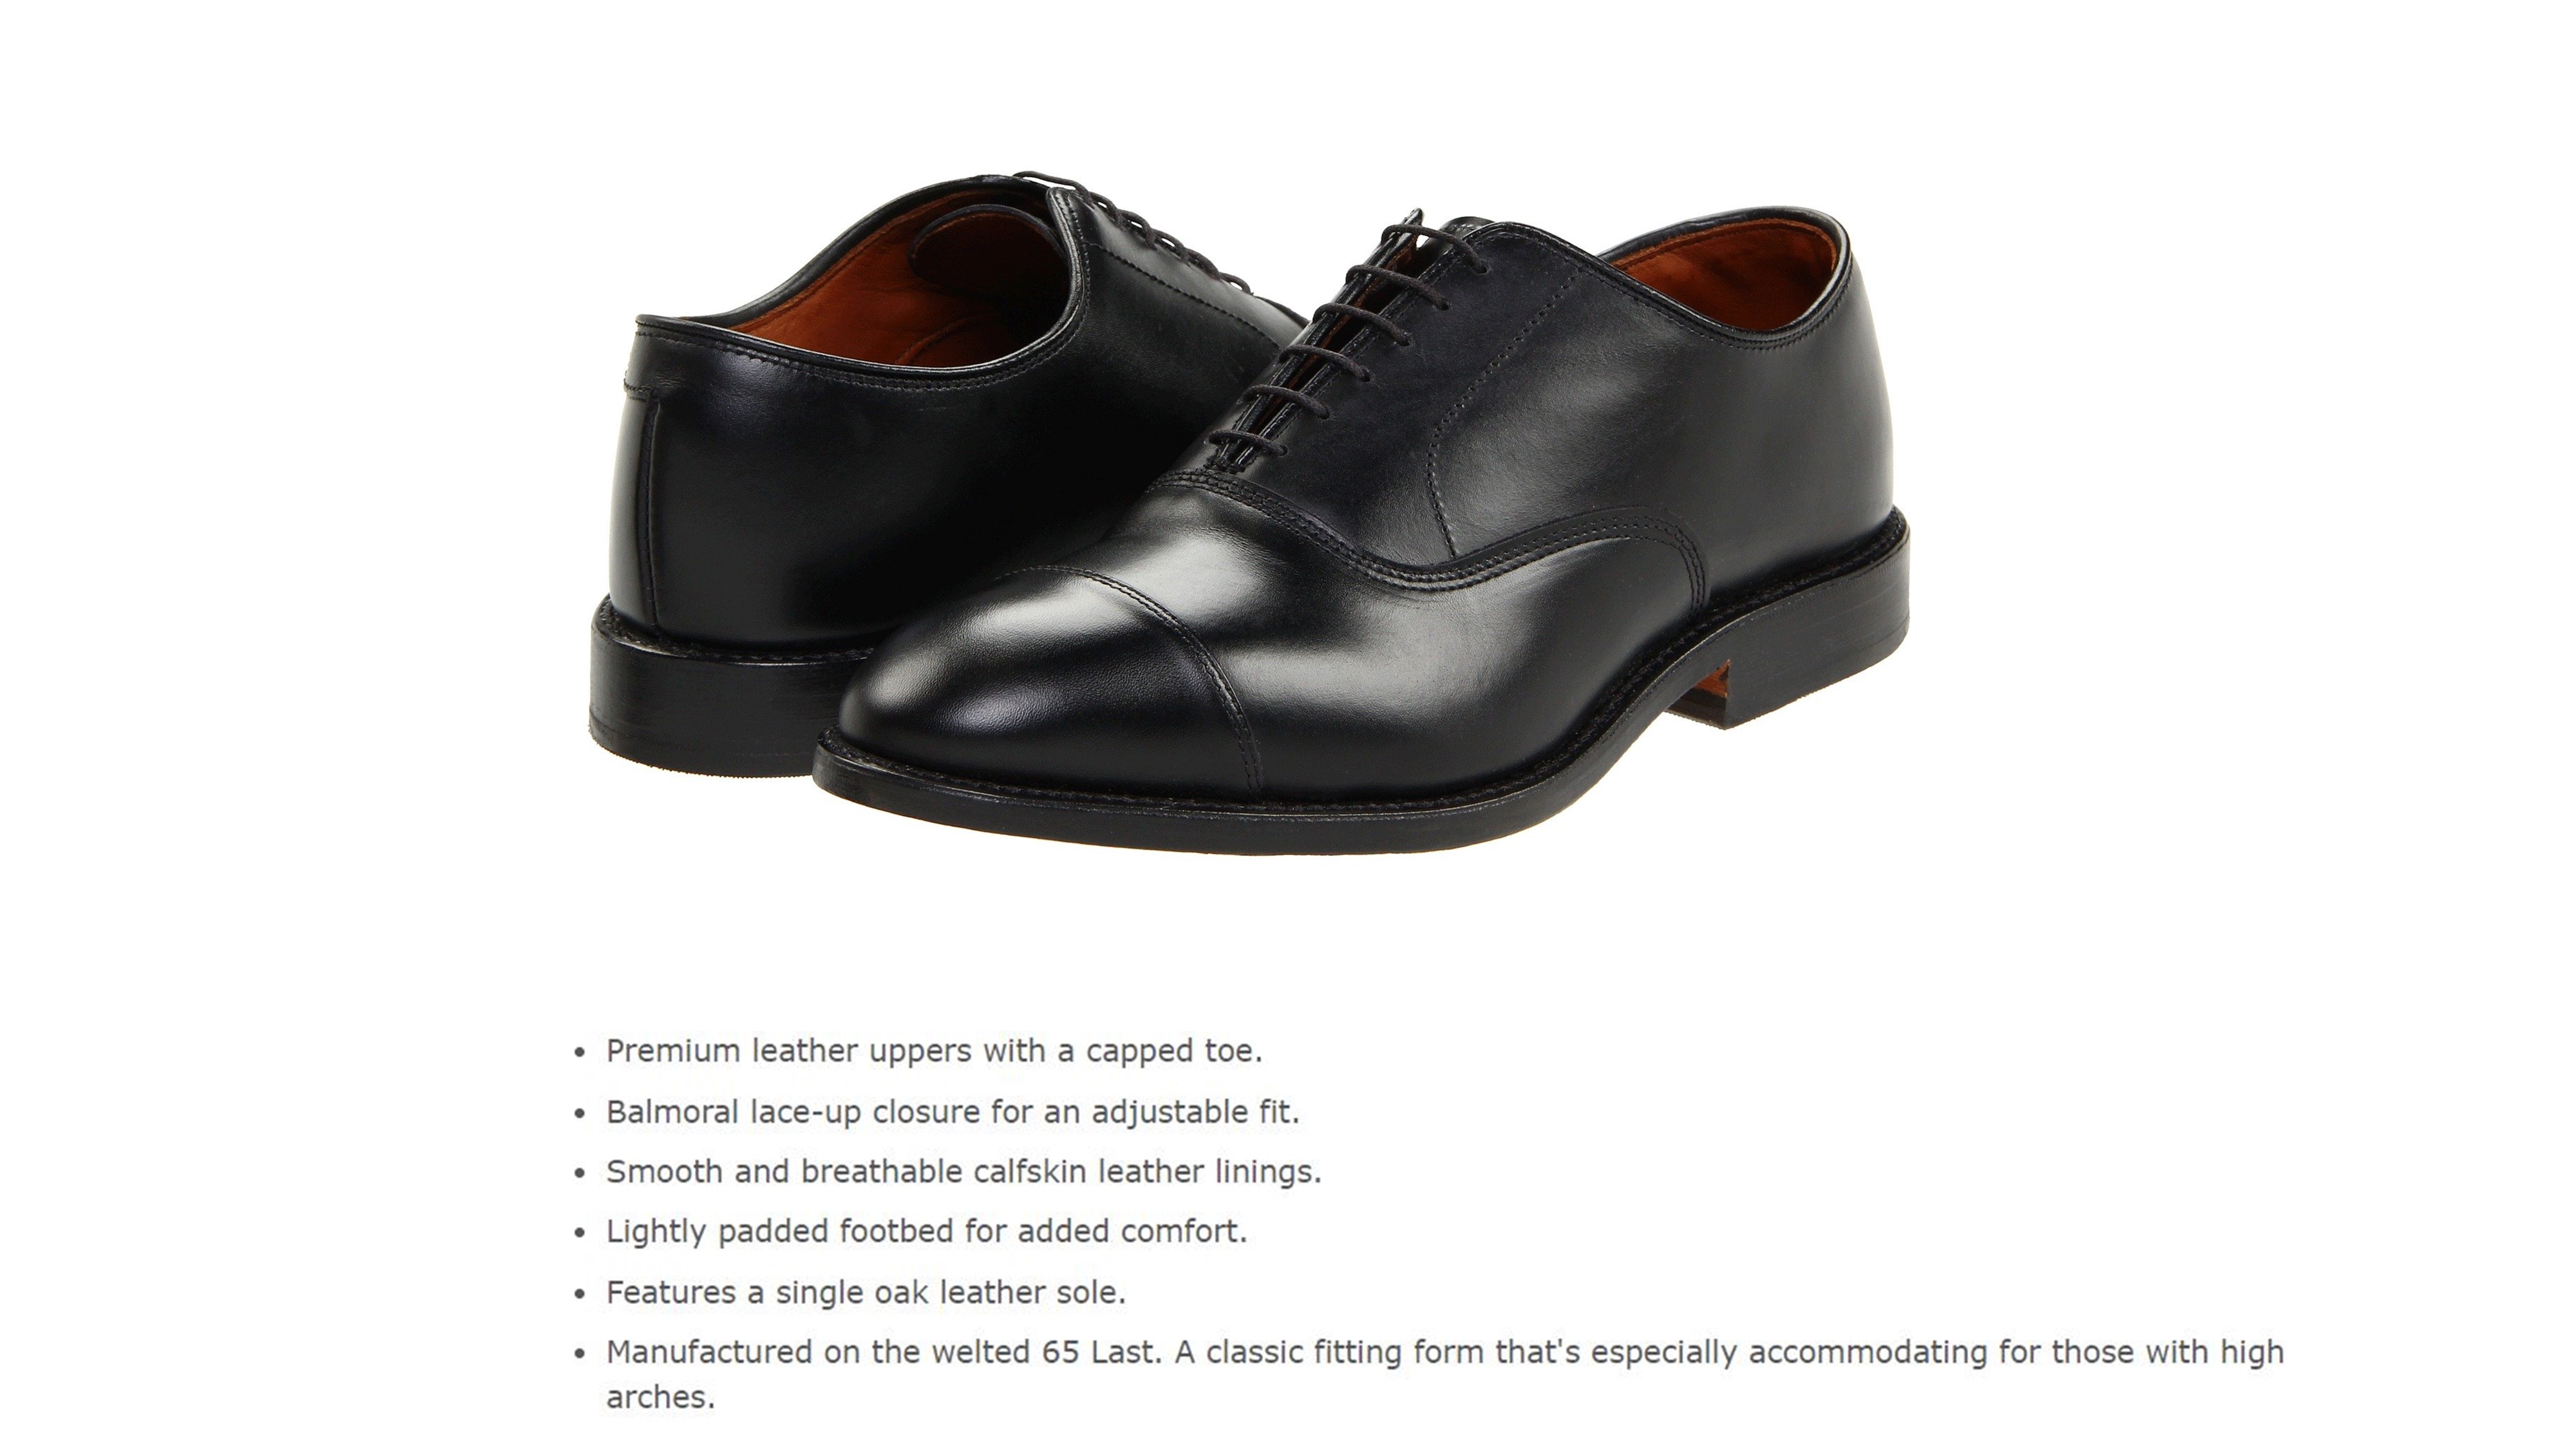 • Premium leather uppers with a capped toe.
• Balmoral lace-up closure for an adjustable fit.
• Smooth and breathable calfskin leather linings.
• Lightly padded footbed for added comfort.
• Features a single oak leather sole.
• Manufactured on the welted 65 Last. A classic fitting form that's especially accommodating for those with high
arches.